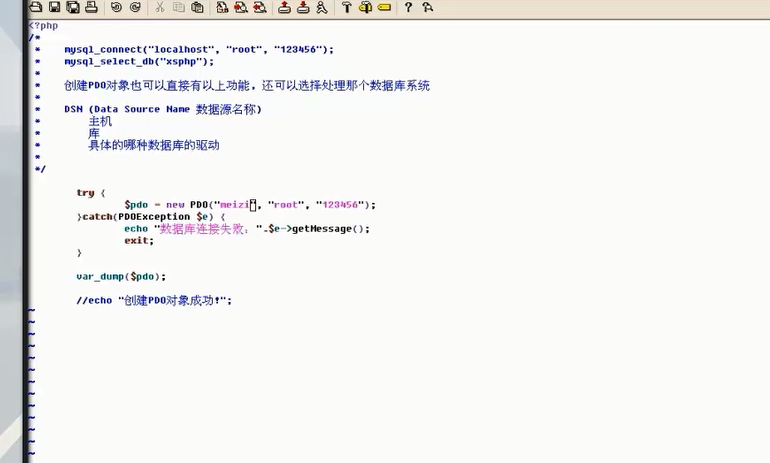 <?php
/*
*    mysql_connect("localhost", "root", "123456");
*    mysql_select_db("xsphp");
*
*    创建PDO对象也可以直接有以上功能，还可以选择处理那个数据库系统
*
*    DSN (Data Source Name 数据源名称)
*        主机
*        库
*        具体的哪种数据库的驱动
*
*/
try {
$pdo = new PDO("meizi", "root", "123456");
}catch(PDOException $e) {
echo "数据库连接失败：".$e->getMessage();
exit;
}
var_dump($pdo);
//echo "创建PDO对象成功!";
~
~
~
~
~
~
~
~
~
~
~
~
~